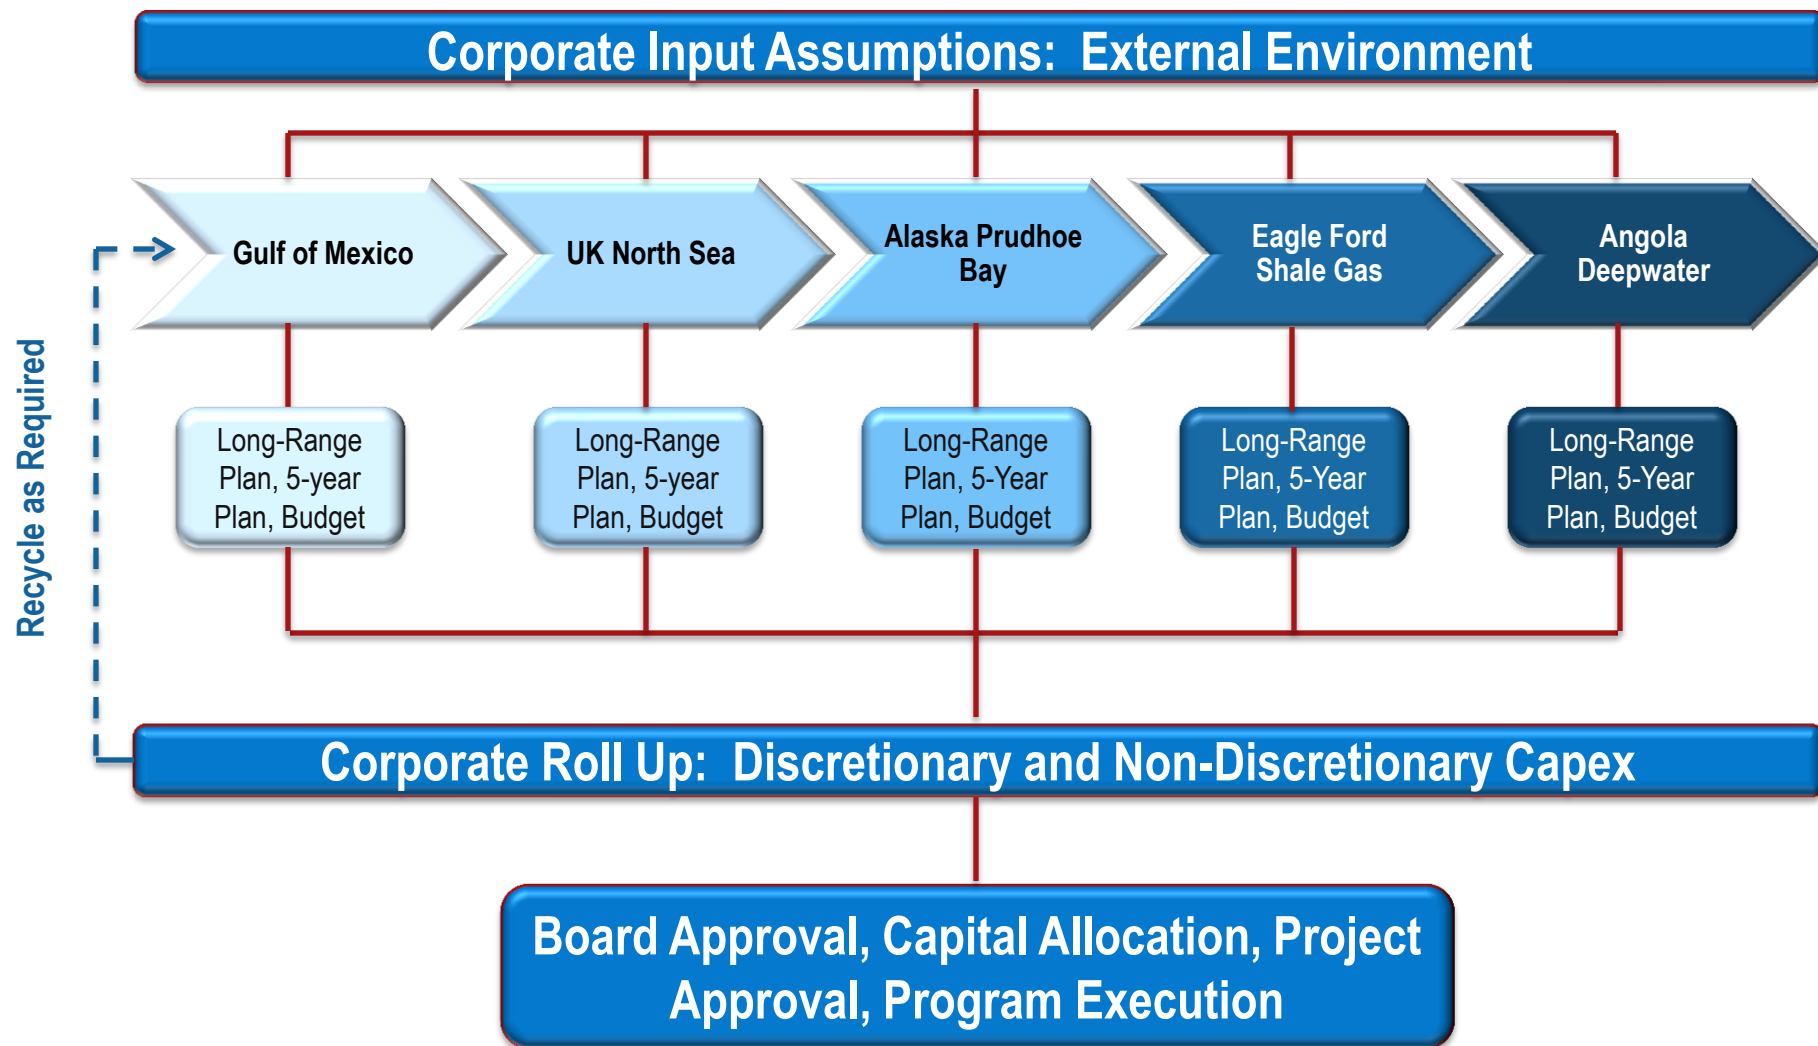 Corporate Input Assumptions: External Environment
Gulf of Mexico
UK North Sea
Alaska Prudhoe
Bay
Eagle Ford
Shale Gas
Angola
Deepwater
Recycle as Required
Long-Range
Plan, 5-year
Plan, Budget
Long-Range
Plan, 5-year
Plan, Budget
Long-Range
Plan, 5-Year
Plan, Budget
Long-Range
Plan, 5-Year
Plan, Budget
Long-Range
Plan, 5-Year
Plan, Budget
Corporate Roll Up: Discretionary and Non-Discretionary Capex
Board Approval, Capital Allocation, Project
Approval, Program Execution